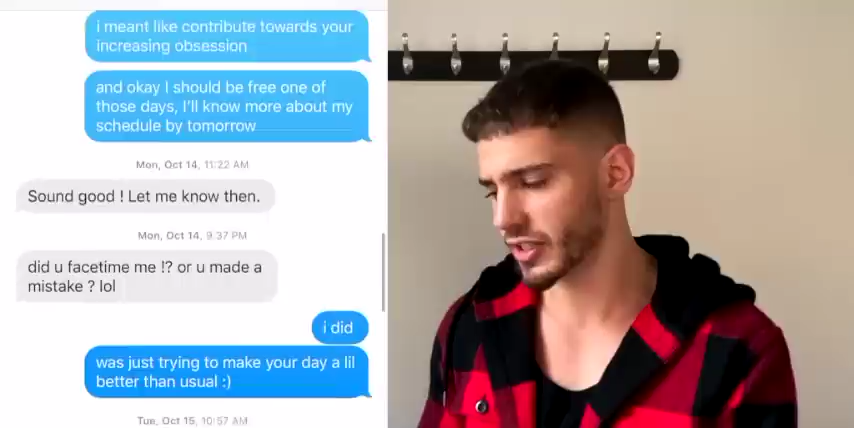 i meant like contribute towards your
increasing obsession
and okay I should be free one of
those days, I'll know more about my
schedule by tomorrow
Mon, Oct 14, 11:22 AM
Sound good ! Let me know then.
Mon, Oct 14, 9:37 PM
did u facetime me !? or u made a
mistake ? lol
i did
was just trying to make your day a lil
better than usual :)
Tue, Oct 15, 10:57 AM